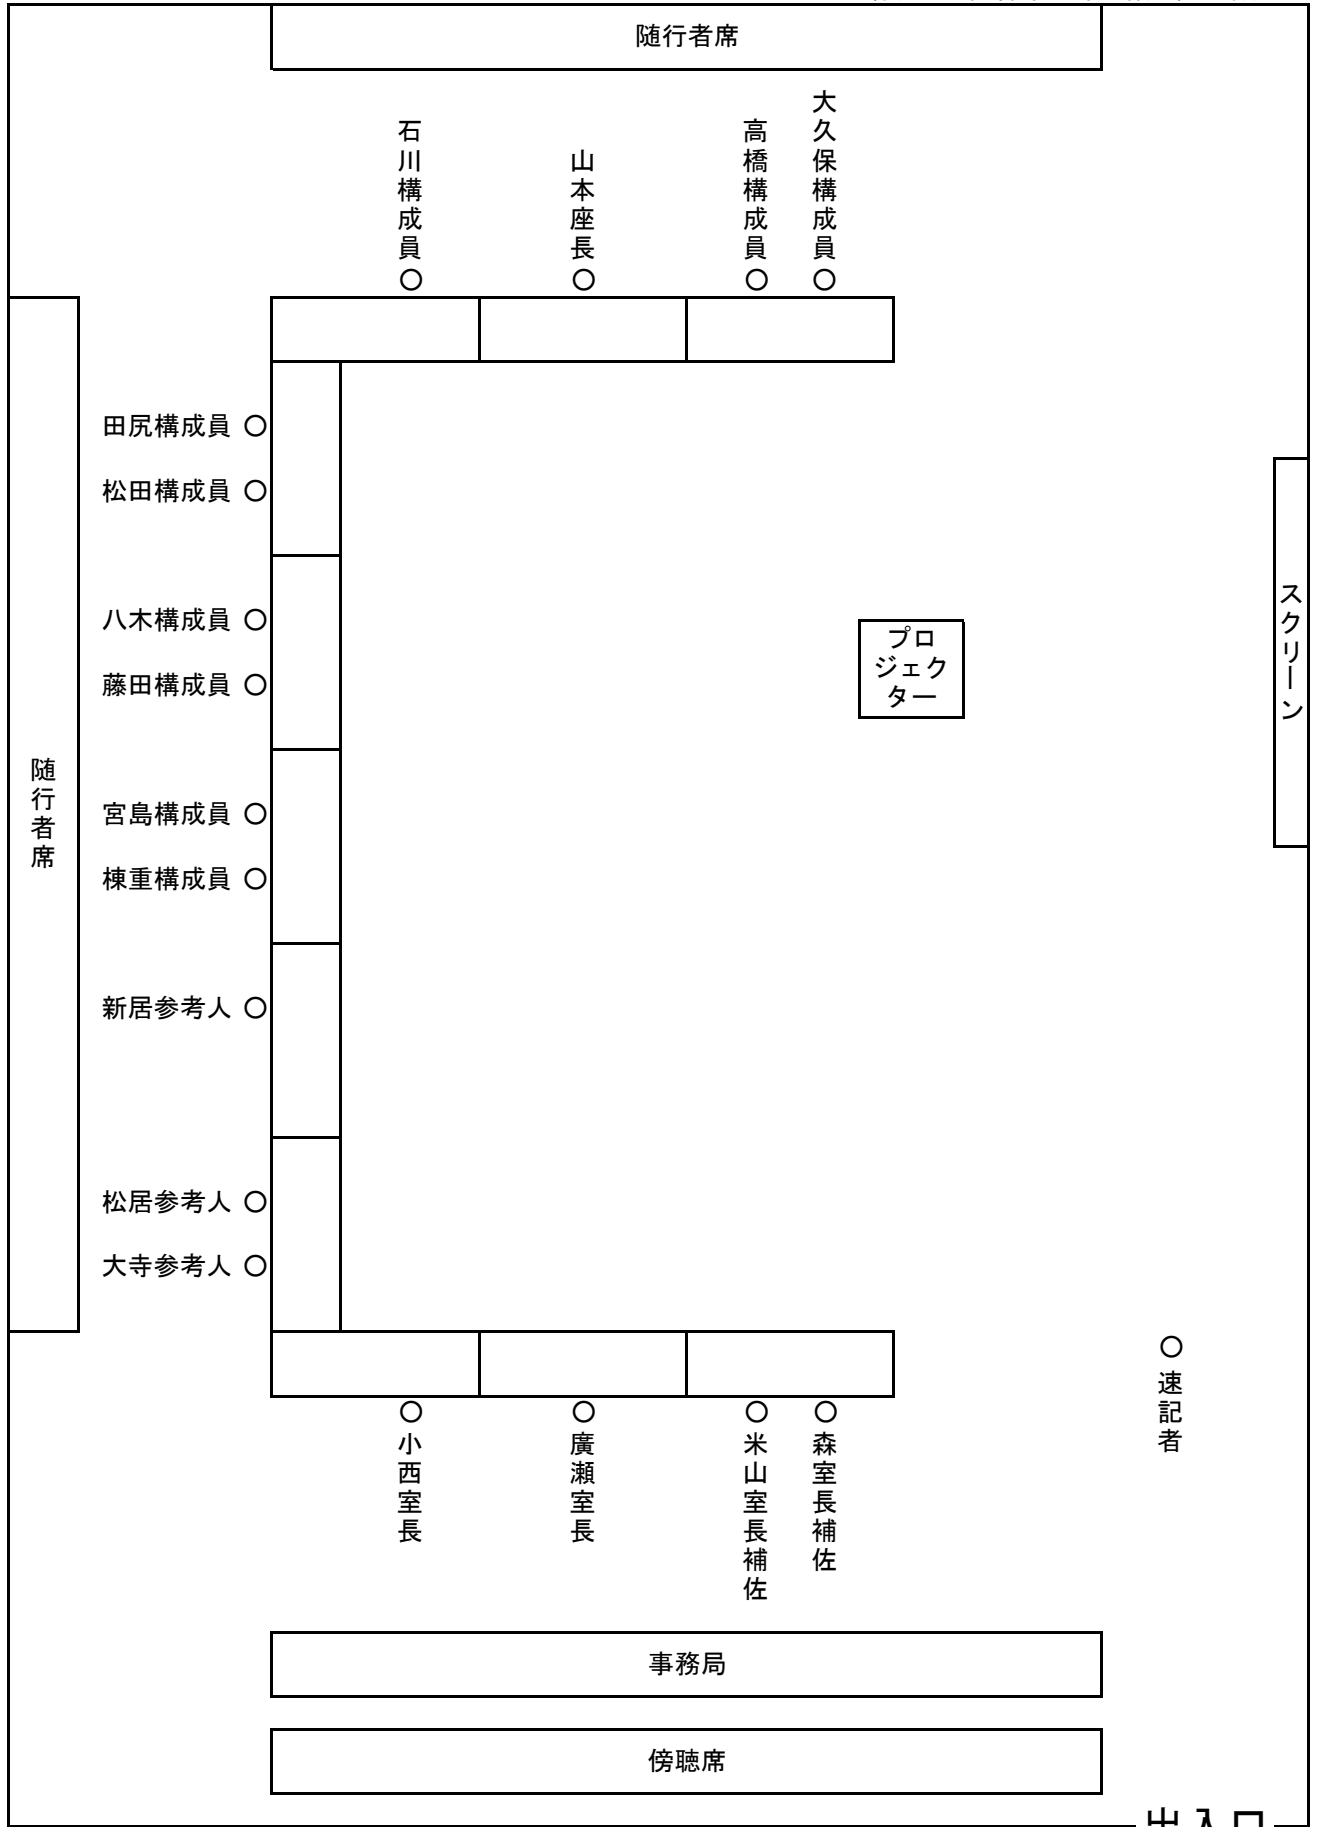 随行者席
石川構成員○
山本座長○
高橋構成員○
大久保構成員○
田尻構成員 ○
松田構成員 ○
八木構成員 ○
藤田構成員 ○
宮島構成員 ○
棟重構成員 ○
新居参考人 ○
松居参考人 ○
大寺参考人 ○
随行者席
プロ
ジェク
ター
スクリーン
○小西室長
○廣瀬室長
○米山室長補佐
○森室長補佐
○速記者
事務局
傍聴席
出入口